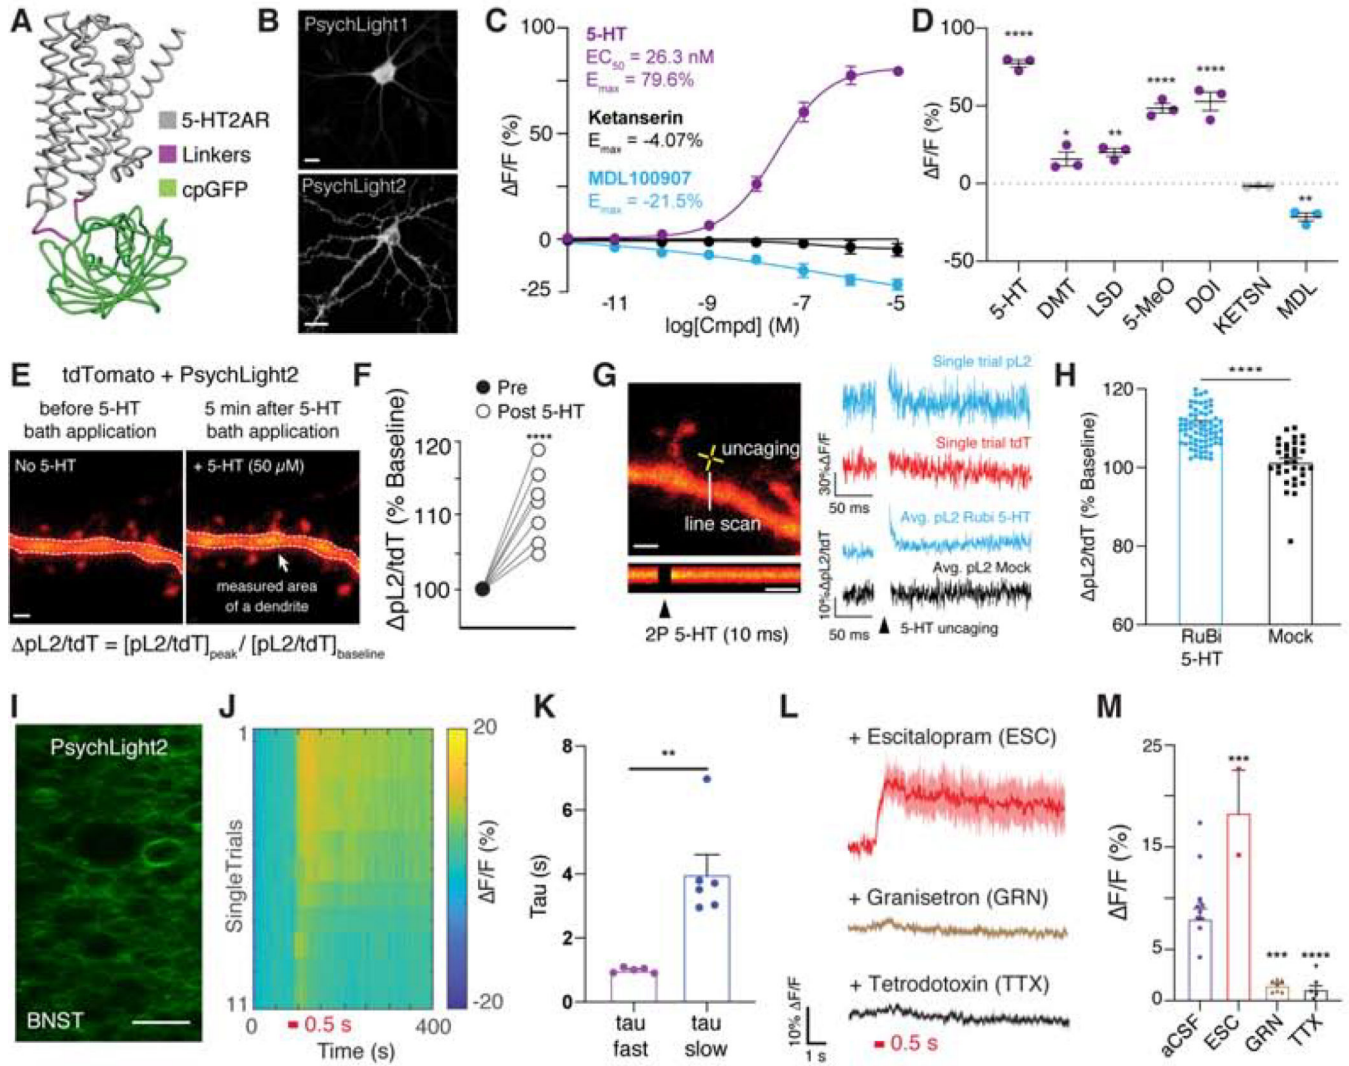 A
5-HT2AR
Linkers
cpGFP
B
PsychLight1
PsychLight2
C
ΔF/F (%)
100
50
0
-25
5-HT
EC50 = 26.3 nM
Emax = 79.6%
Ketanserin
Emax = -4.07%
MDL100907
Emax = -21.5%
-11
-9
-7
-5
log[Cmpd] (M)
D
ΔF/F (%)
100
50
0
-50
****
*
**
****
****
**
5-HT
DMT
LSD
5-MeO
DOI
KETSN
MDL
E
tdTomato + PsychLight2
before 5-HT
bath application
5 min after 5-HT
bath application
No 5-HT
+ 5-HT (50 µM)
measured area
of a dendrite
ΔpL2/tdT = [pL2/tdT]peak/ [pL2/tdT]baseline
F
Pre
Post 5-HT
ΔpL2/tdT (% Baseline)
120
110
100
****
G
uncaging
line scan
2P 5-HT (10 ms)
Single trial pL2
Single trial tdT
30%ΔF/F
50 ms
Avg. pL2 Rubi 5-HT
Avg. pL2 Mock
10%ΔpL2/tdT
50 ms
5-HT uncaging
H
ΔpL2/tdT (% Baseline)
120
100
80
60
****
RuBi
5-HT
Mock
I
PsychLight2
BNST
J
1
Single Trials
11
0
0.5 s
400
Time (s)
20
ΔF/F (%)
-20
K
Tau (s)
8
6
4
2
0
**
tau
fast
tau
slow
L
+ Escitalopram (ESC)
+ Granisetron (GRN)
+ Tetrodotoxin (TTX)
10% ΔF/F
1 s
0.5 s
M
ΔF/F (%)
25
15
5
0
***
***
****
aCSF
ESC
GRN
TTX